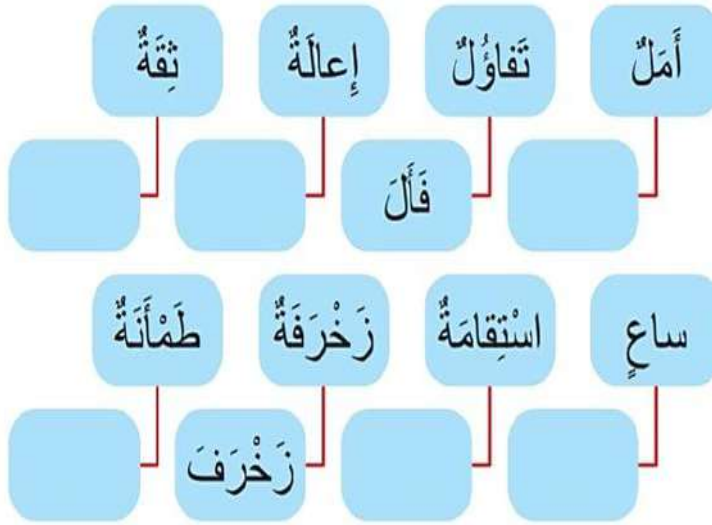 أَمَلٌ تَفاؤُلٌ إِعالَةٌ ثِقَةٌ
فَأَلَ
ساعٍ اسْتِقامَةٌ زَخْرَفَةٌ طَمْأَنَةٌ
زَخْرَفَ